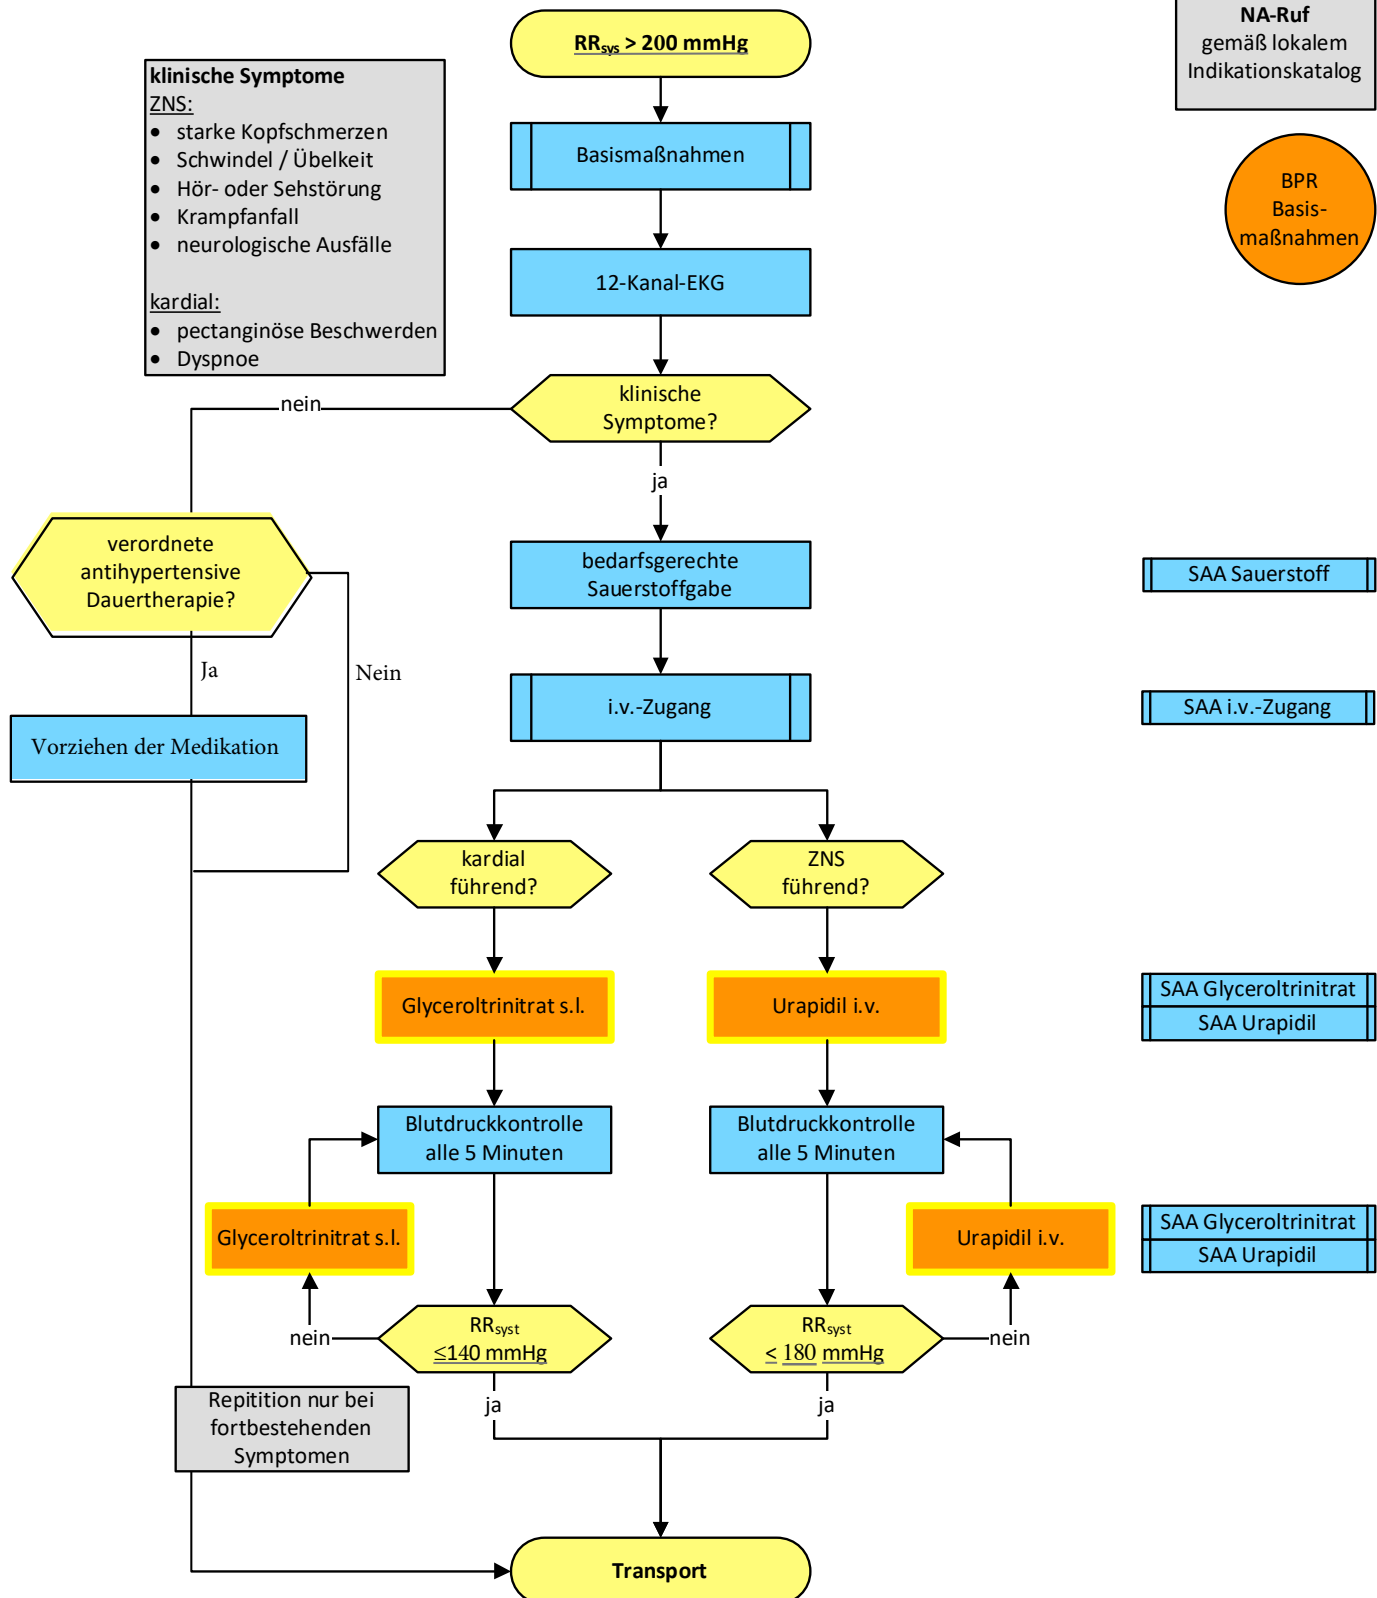 RRsys > 200 mmHg
NA-Ruf
gemäß lokalem
Indikationskatalog
klinische Symptome
ZNS:
• starke Kopfschmerzen
• Schwindel / Übelkeit
• Hör- oder Sehstörung
• Krampfanfall
• neurologische Ausfälle
kardial:
• pectanginöse Beschwerden
• Dyspnoe
Basismaßnahmen
BPR
Basis-
maßnahmen
12-Kanal-EKG
klinische
Symptome?
nein
ja
verordnete
antihypertensive
Dauertherapie?
bedarfsgerechte
Sauerstoffgabe
SAA Sauerstoff
Ja
Nein
Vorziehen der Medikation
i.v.-Zugang
SAA i.v.-Zugang
kardial
führend?
ZNS
führend?
Glyceroltrinitrat s.l.
Urapidil i.v.
SAA Glyceroltrinitrat
SAA Urapidil
Blutdruckkontrolle
alle 5 Minuten
Blutdruckkontrolle
alle 5 Minuten
Glyceroltrinitrat s.l.
Urapidil i.v.
SAA Glyceroltrinitrat
SAA Urapidil
nein
RRsyst
≤140 mmHg
RRsyst
< 180 mmHg
nein
ja
ja
Repitition nur bei
fortbestehenden
Symptomen
Transport